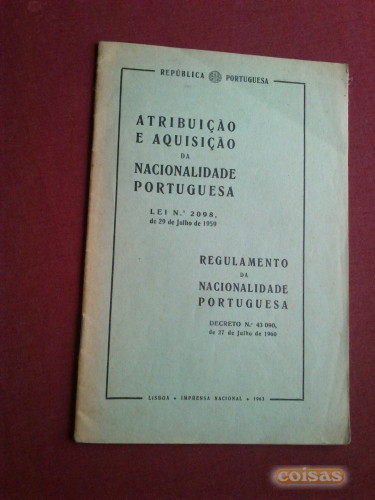 REPÚBLICA PORTUGUESA
ATRIBUIÇÃO
E AQUISIÇÃO
DA
NACIONALIDADE
PORTUGUESA
LEI N.º 2098,
de 29 de Julho de 1959
REGULAMENTO
DA
NACIONALIDADE
PORTUGUESA
DECRETO N.º 43 090,
de 27 de Julho de 1960
LISBOA • IMPRENSA NACIONAL • 1963
coisas